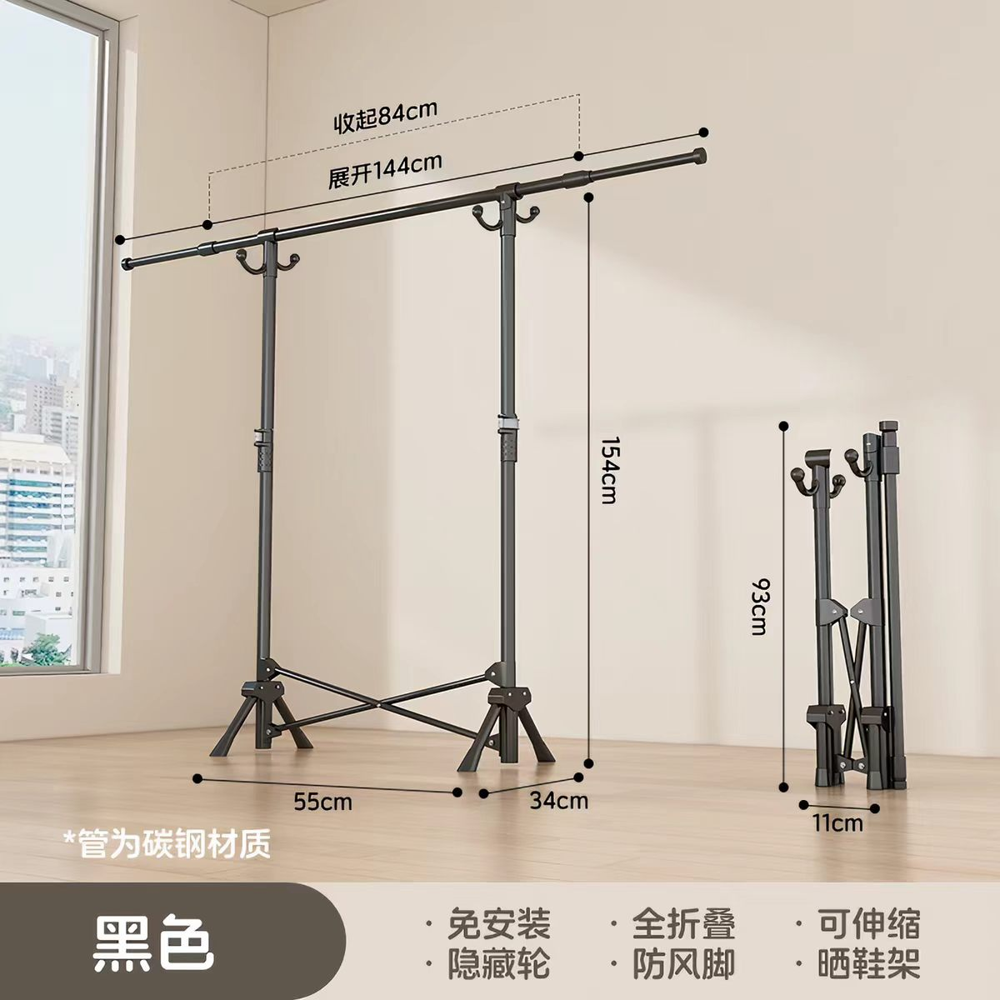 收起84cm
展开144cm
154cm
93cm
55cm
34cm
11cm
*管为碳钢材质
黑色
· 免安装 · 全折叠 · 可伸缩
· 隐藏轮 · 防风脚 · 晒鞋架